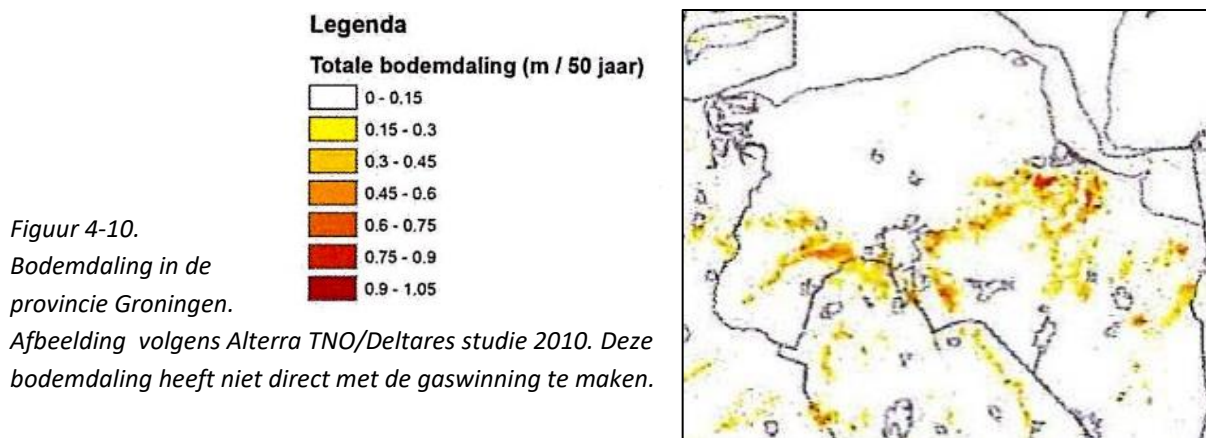 Legenda
Totale bodemdaling (m / 50 jaar)
0 - 0.15
0.15 - 0.3
0.3 - 0.45
0.45 - 0.6
0.6 - 0.75
0.75 - 0.9
0.9 - 1.05
Figuur 4-10.
Bodemdaling in de
provincie Groningen.
Afbeelding volgens Alterra TNO/Deltares studie 2010. Deze
bodemdaling heeft niet direct met de gaswinning te maken.